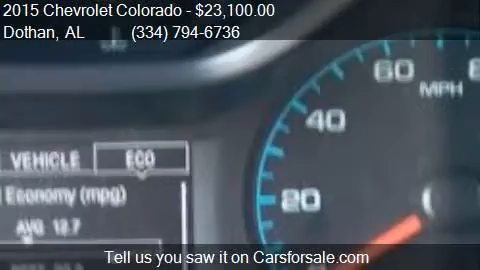 2015 Chevrolet Colorado - $23,100.00
Dothan, AL (334) 794-6736
60
MPH
40
VEHICLE ECO
Economy (mpg)
20
AVG 12.7
Tell us you saw it on Carsforsale.com